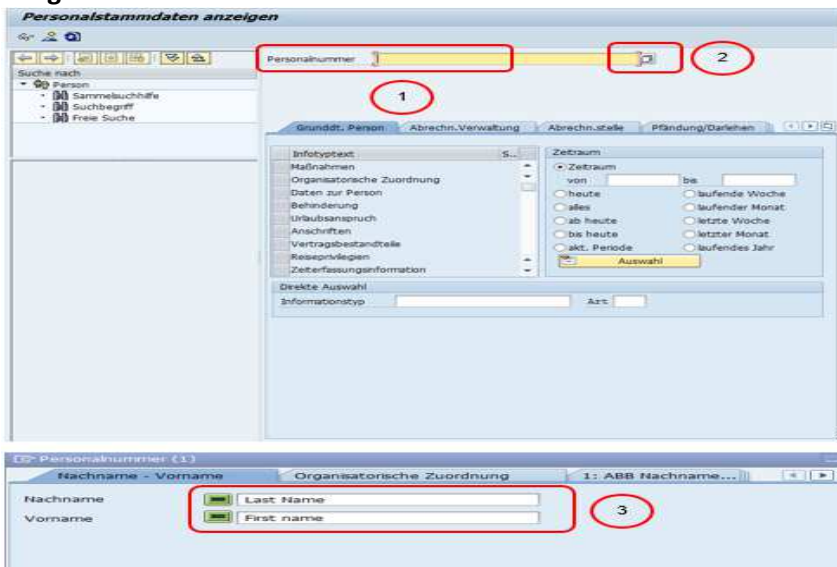 Personalstammdaten anzeigen
Personalnummer
2
Suche nach
Person
Sammelsuchhilfe
Suchbegriff
Freie Suche
1
Grunddt. Person Abrechn.Verwaltung Abrechn.stelle Pfändung/Darlehen
Infotyptext S..
Maßnahmen
Organisatorische Zuordnung
Daten zur Person
Behinderung
Urlaubsanspruch
Anschriften
Vertragsbestandteile
Reiseprivilegien
Zeiterfassungsinformation
Zeitraum
Zeitraum
von bis
heute laufende Woche
alles laufender Monat
ab heute letzte Woche
bis heute letzter Monat
akt. Periode laufendes Jahr
Auswahl
Direkte Auswahl
Informationstyp Art
Personalnummer (1)
Nachname - Vorname Organisatorische Zuordnung 1: ABB Nachname...
Nachname Last Name
Vorname First name
3